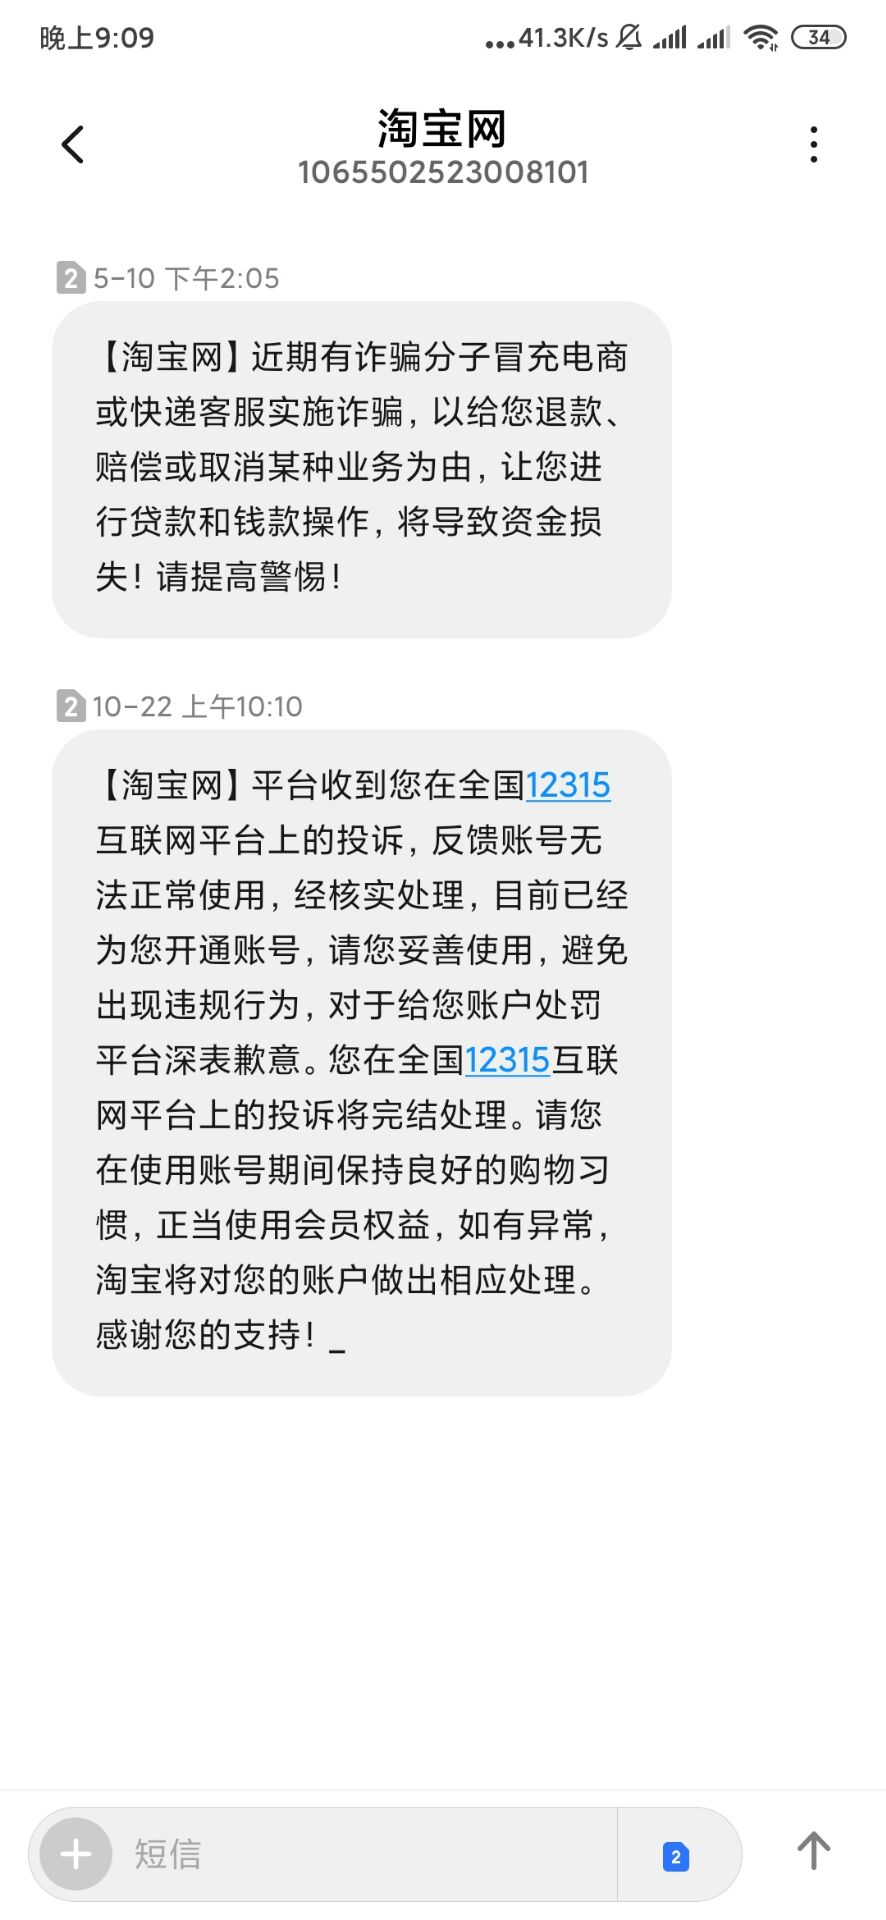 晚上9:09
...41.3K/s
34
淘宝网
1065502523008101
2 5-10 下午2:05
【淘宝网】近期有诈骗分子冒充电商
或快递客服实施诈骗，以给您退款、
赔偿或取消某种业务为由，让您进
行贷款和钱款操作，将导致资金损
失！请提高警惕！
2 10-22 上午10:10
【淘宝网】平台收到您在全国12315
互联网平台上的投诉，反馈账号无
法正常使用，经核实处理，目前已经
为您开通账号，请您妥善使用，避免
出现违规行为，对于给您账户处罚
平台深表歉意。您在全国12315互联
网平台上的投诉将完结处理。请您
在使用账号期间保持良好的购物习
惯，正当使用会员权益，如有异常，
淘宝将对您的账户做出相应处理。
感谢您的支持！_
短信
2